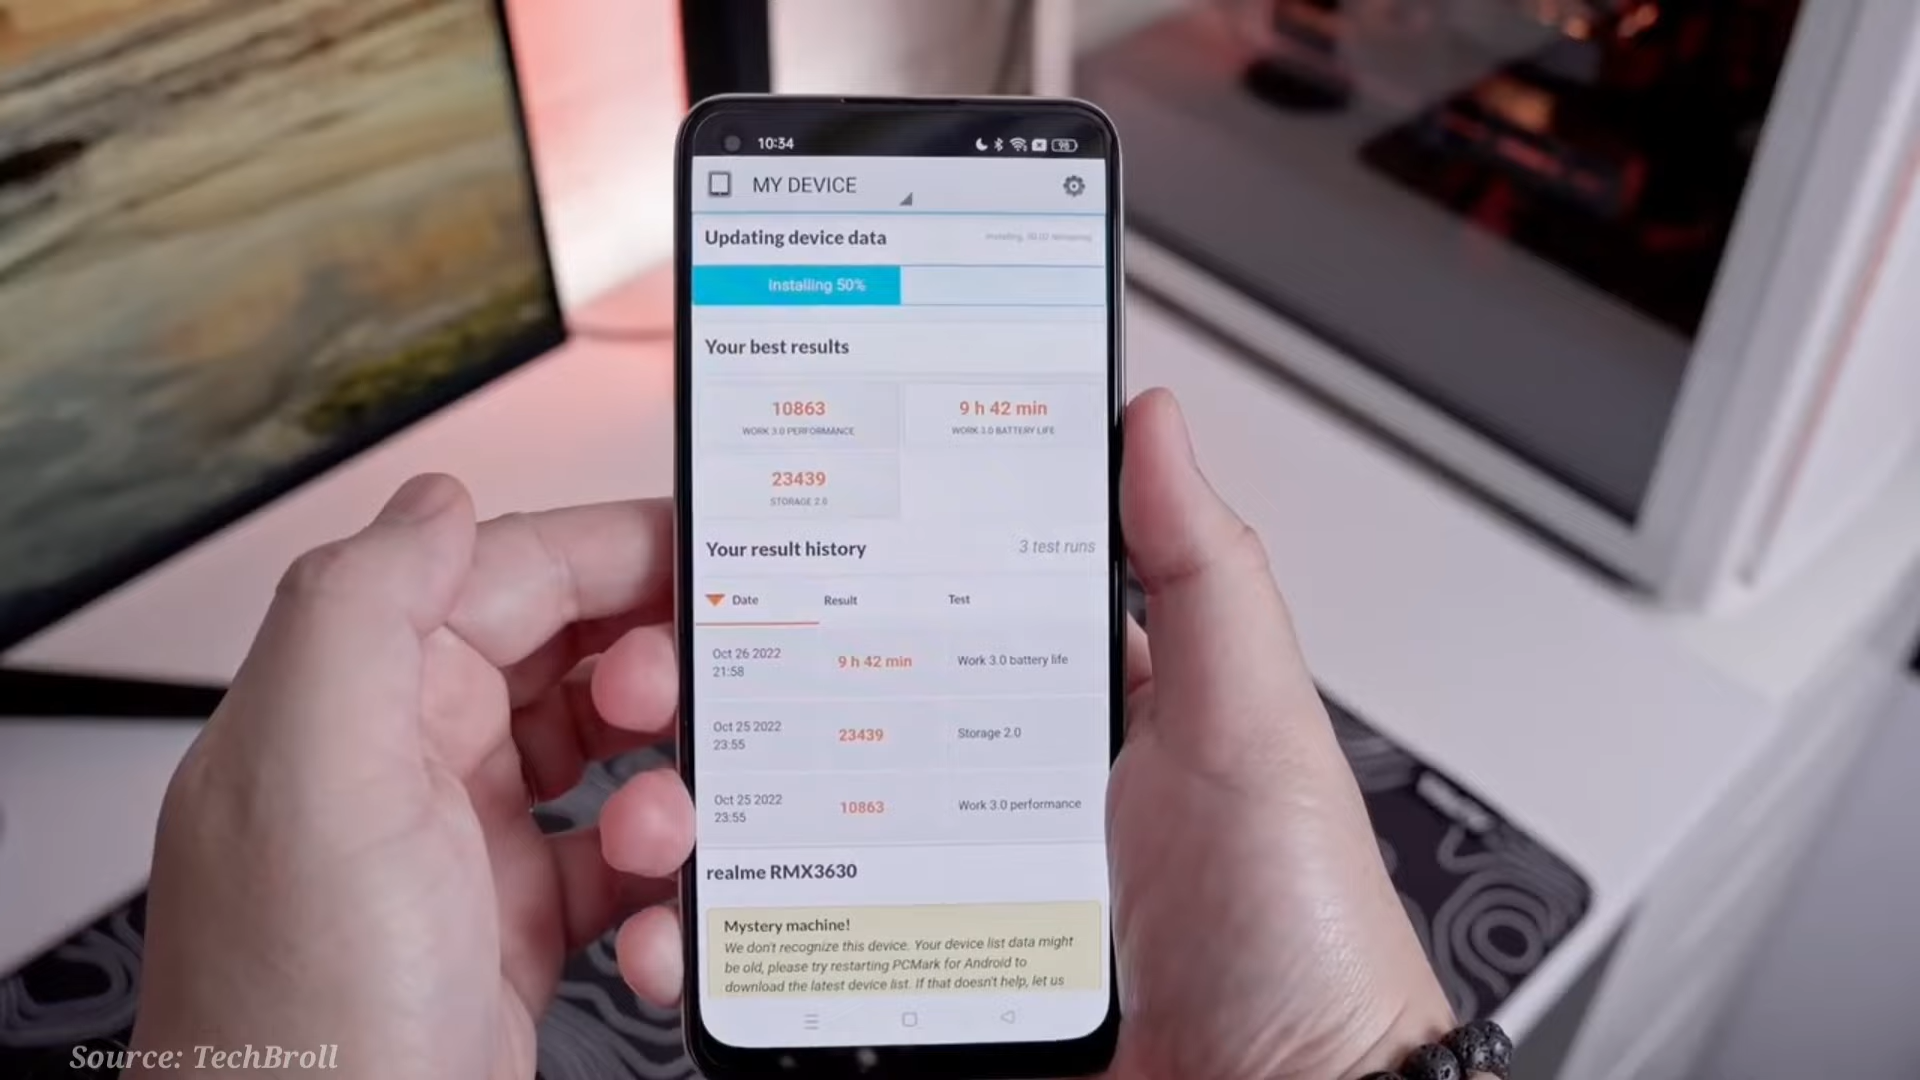 10:34
98
MY DEVICE
Updating device data
Installing 50%
Your best results
10863
WORK 3.0 PERFORMANCE
9 h 42 min
WORK 3.0 BATTERY LIFE
23439
STORAGE 2.0
Your result history
3 test runs
Date Result Test
Oct 26 2022
21:58
9 h 42 min
Work 3.0 battery life
Oct 25 2022
23:55
23439
Storage 2.0
Oct 25 2022
23:55
10863
Work 3.0 performance
realme RMX3630
Mystery machine!
We don't recognize this device. Your device list data might
be old, please try restarting PCMark for Android to
download the latest device list. If that doesn't help, let us
Source: TechBroll